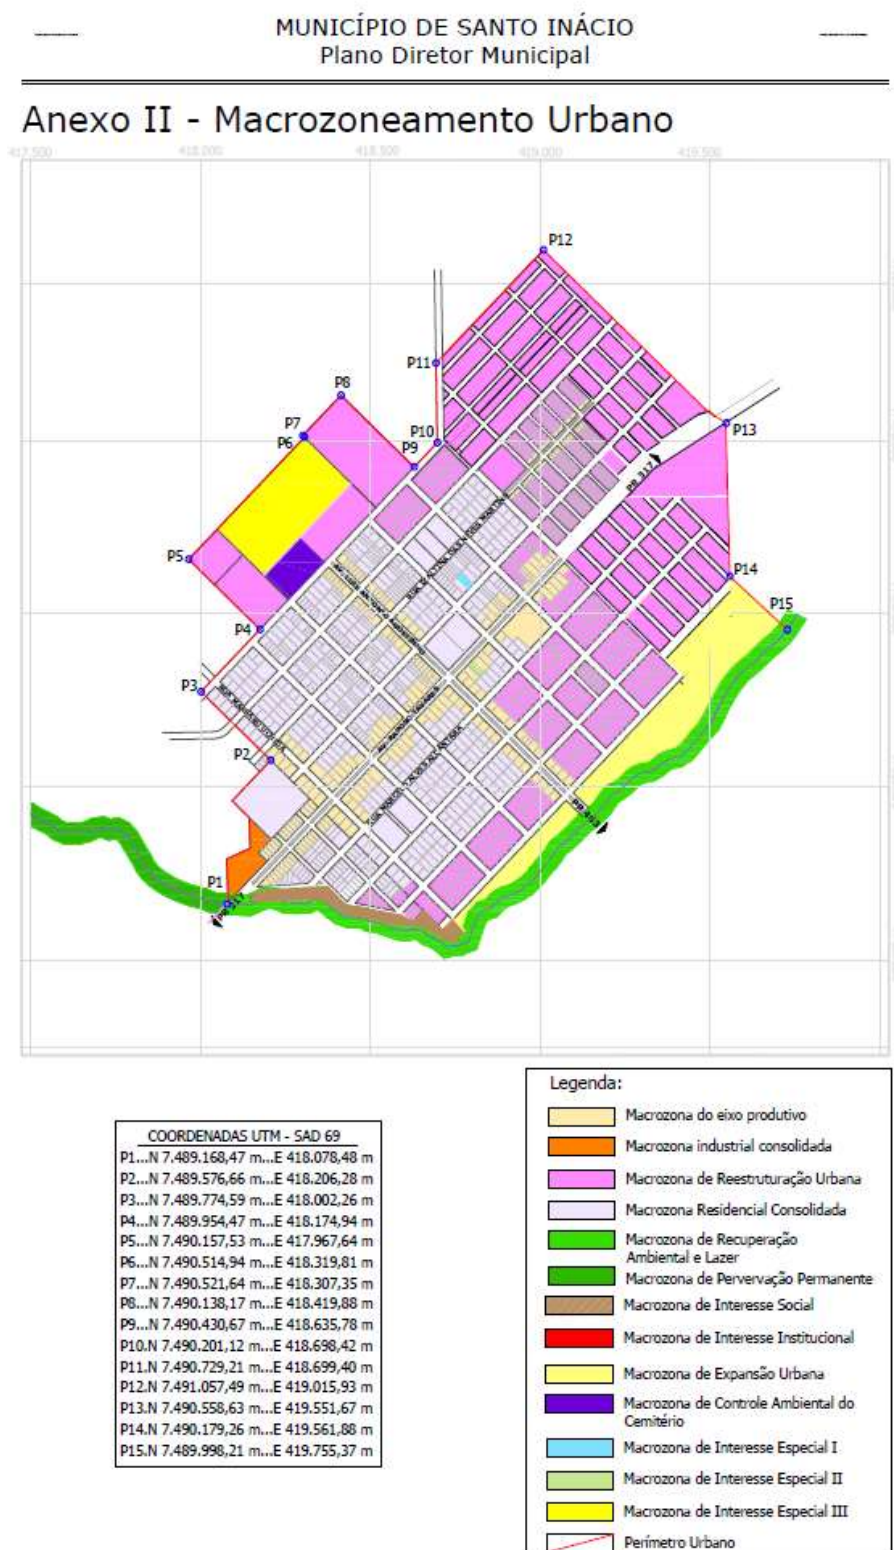 MUNICÍPIO DE SANTO INÁCIO
Plano Diretor Municipal
Anexo II - Macrozoneamento Urbano
417.500
418.000
418.500
419.000
419.500
P12
P11
P8
P10
P13
P7
P6
P9
PR 317
P5
P14
P15
P4
P3
P2
PR 463
P1
PR 317
COORDENADAS UTM - SAD 69
P1...N 7.489.168,47 m...E 418.078,48 m
P2...N 7.489.576,66 m...E 418.206,28 m
P3...N 7.489.774,59 m...E 418.002,26 m
P4...N 7.489.954,47 m...E 418.174,94 m
P5...N 7.490.157,53 m...E 417.967,64 m
P6...N 7.490.514,94 m...E 418.319,81 m
P7...N 7.490.521,64 m...E 418.307,35 m
P8...N 7.490.138,17 m...E 418.419,88 m
P9...N 7.490.430,67 m...E 418.635,78 m
P10.N 7.490.201,12 m...E 418.698,42 m
P11.N 7.490.729,21 m...E 418.699,40 m
P12.N 7.491.057,49 m...E 419.015,93 m
P13.N 7.490.558,63 m...E 419.551,67 m
P14.N 7.490.179,26 m...E 419.561,88 m
P15.N 7.489.998,21 m...E 419.755,37 m
Legenda:
Macrozona do eixo produtivo
Macrozona industrial consolidada
Macrozona de Reestruturação Urbana
Macrozona Residencial Consolidada
Macrozona de Recuperação
Ambiental e Lazer
Macrozona de Pervervação Permanente
Macrozona de Interesse Social
Macrozona de Interesse Institucional
Macrozona de Expansão Urbana
Macrozona de Controle Ambiental do
Cemitério
Macrozona de Interesse Especial I
Macrozona de Interesse Especial II
Macrozona de Interesse Especial III
Perímetro Urbano